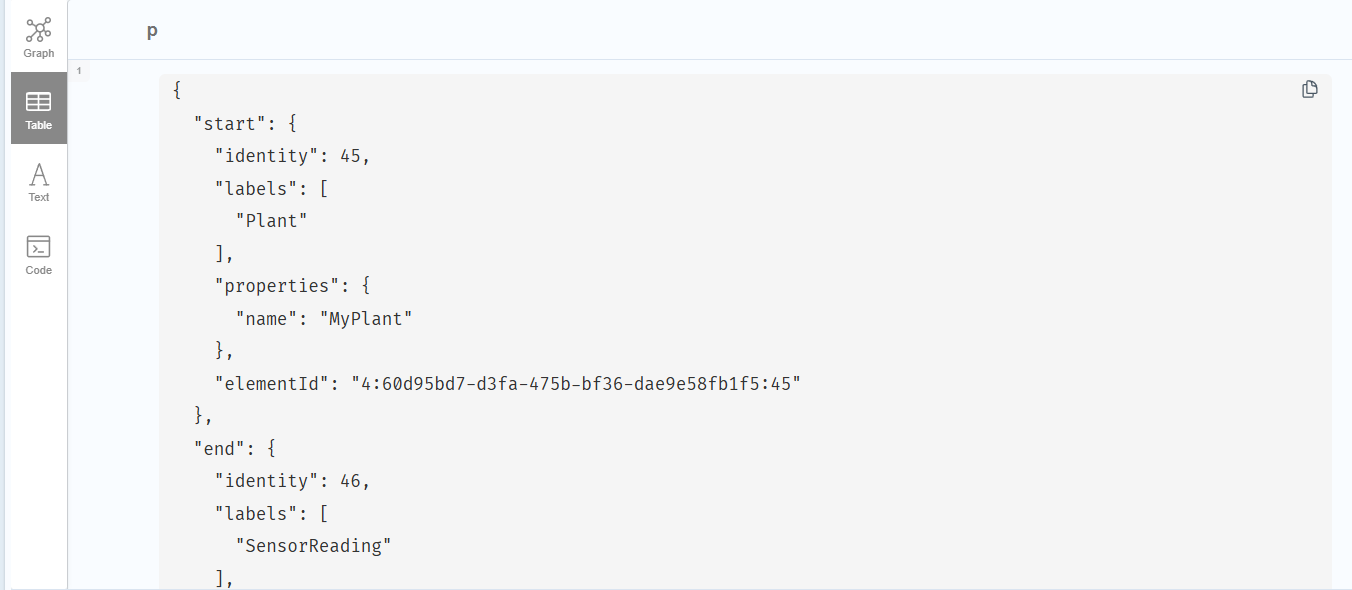 Graph
Table
Text
Code
p
1
{
"start": {
"identity": 45,
"labels": [
"Plant"
],
"properties": {
"name": "MyPlant"
},
"elementId": "4:60d95bd7-d3fa-475b-bf36-dae9e58fb1f5:45"
},
"end": {
"identity": 46,
"labels": [
"SensorReading"
],